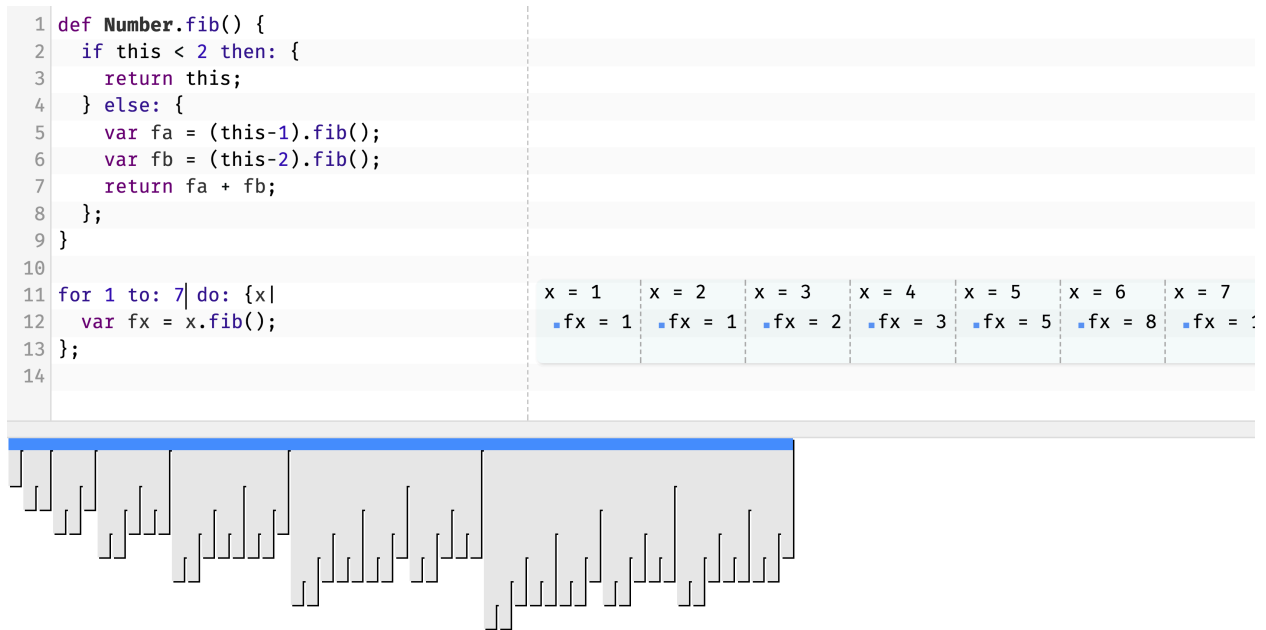 1 def Number.fib() {
2 if this < 2 then: {
3 return this;
4 } else: {
5 var fa = (this-1).fib();
6 var fb = (this-2).fib();
7 return fa + fb;
8 };
9 }
10
11 for 1 to: 7 do: {x| x = 1 x = 2 x = 3 x = 4 x = 5 x = 6 x = 7
12 var fx = x.fib(); fx = 1 fx = 1 fx = 2 fx = 3 fx = 5 fx = 8 fx =
13 };
14